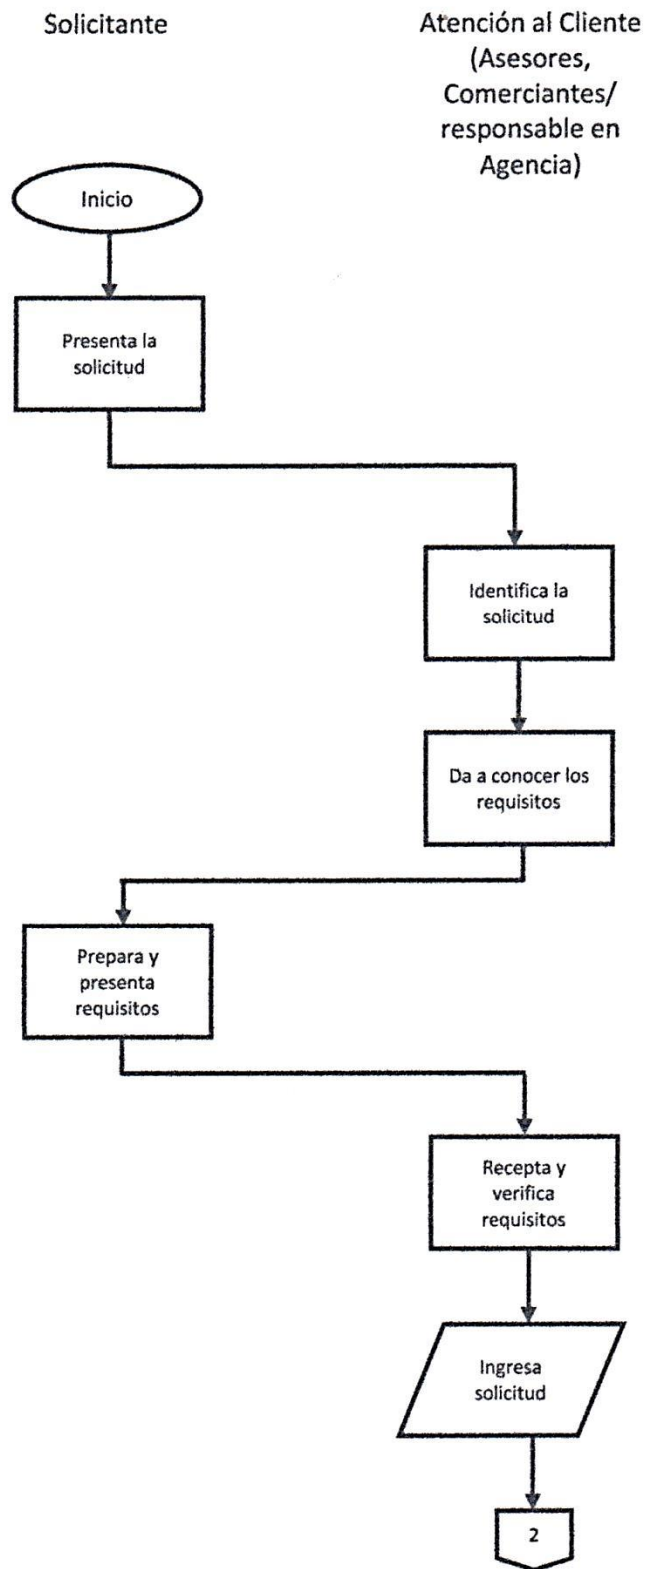 Solicitante
Atención al Cliente
(Asesores,
Comerciantes/
responsable en
Agencia)
Inicio
Presenta la
solicitud
Identifica la
solicitud
Da a conocer los
requisitos
Prepara y
presenta
requisitos
Recepta y
verifica
requisitos
Ingresa
solicitud
2